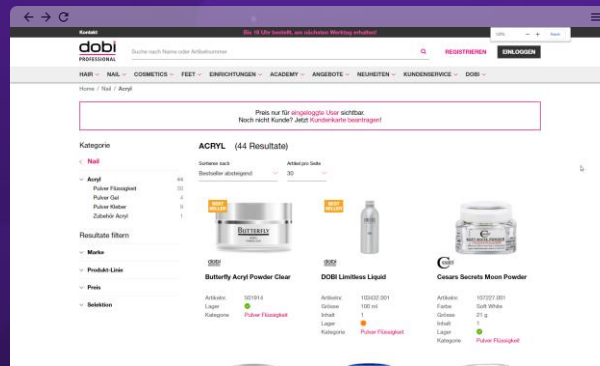 Kontakt
Bis 16 Uhr bestellt, am nächsten Werktag erhalten!
dobi
PROFESSIONAL
Suche nach Name oder Artikelnummer
REGISTRIEREN
EINLOGGEN
HAIR NAIL COSMETICS FEET EINRICHTUNGEN ACADEMY ANGEBOTE NEUHEITEN KUNDENSERVICE DOBI
Home / Nail / Acryl
Preis nur für eingeloggte User sichtbar.
Noch nicht Kunde? Jetzt Kundenkarte beantragen!
Kategorie
Nail
Acryl 44
Pulver Flüssigkeit 30
Pulver Gel 4
Pulver Kleber 9
Zubehör Acryl 1
Resultate filtern
Marke
Produkt-Linie
Preis
Selektion
ACRYL (44 Resultate)
Sortieren nach
Bestseller absteigend
Artikel pro Seite
30
BEST SELLER
BUTTERFLY
dobi
Butterfly Acryl Powder Clear
Artikelnr. 501914
Lager
Kategorie Pulver Flüssigkeit
BEST SELLER
dobi
DOBI Limitless Liquid
Artikelnr. 103432.001
Grösse 100 ml
Inhalt 1
Lager
Kategorie Pulver Flüssigkeit
Cesars Secrets Moon Powder
Artikelnr. 107227.001
Farbe Soft White
Grösse 21 g
Inhalt 1
Lager
Kategorie Pulver Flüssigkeit